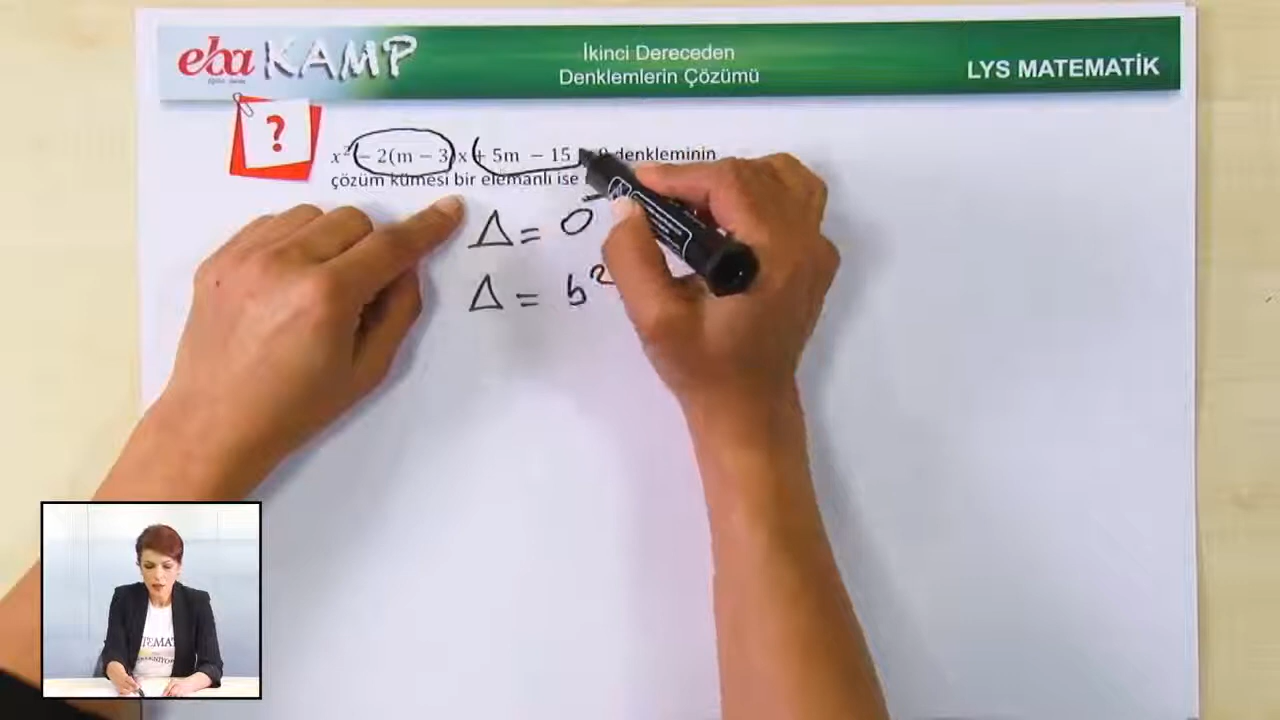 eba KAMP
İkinci Dereceden
Denklemlerin Çözümü
LYS MATEMATİK
?
x² − 2(m − 3)x + 5m − 15 = 0 denkleminin
çözüm kümesi bir elemanlı ise
Δ = 0
Δ = b²